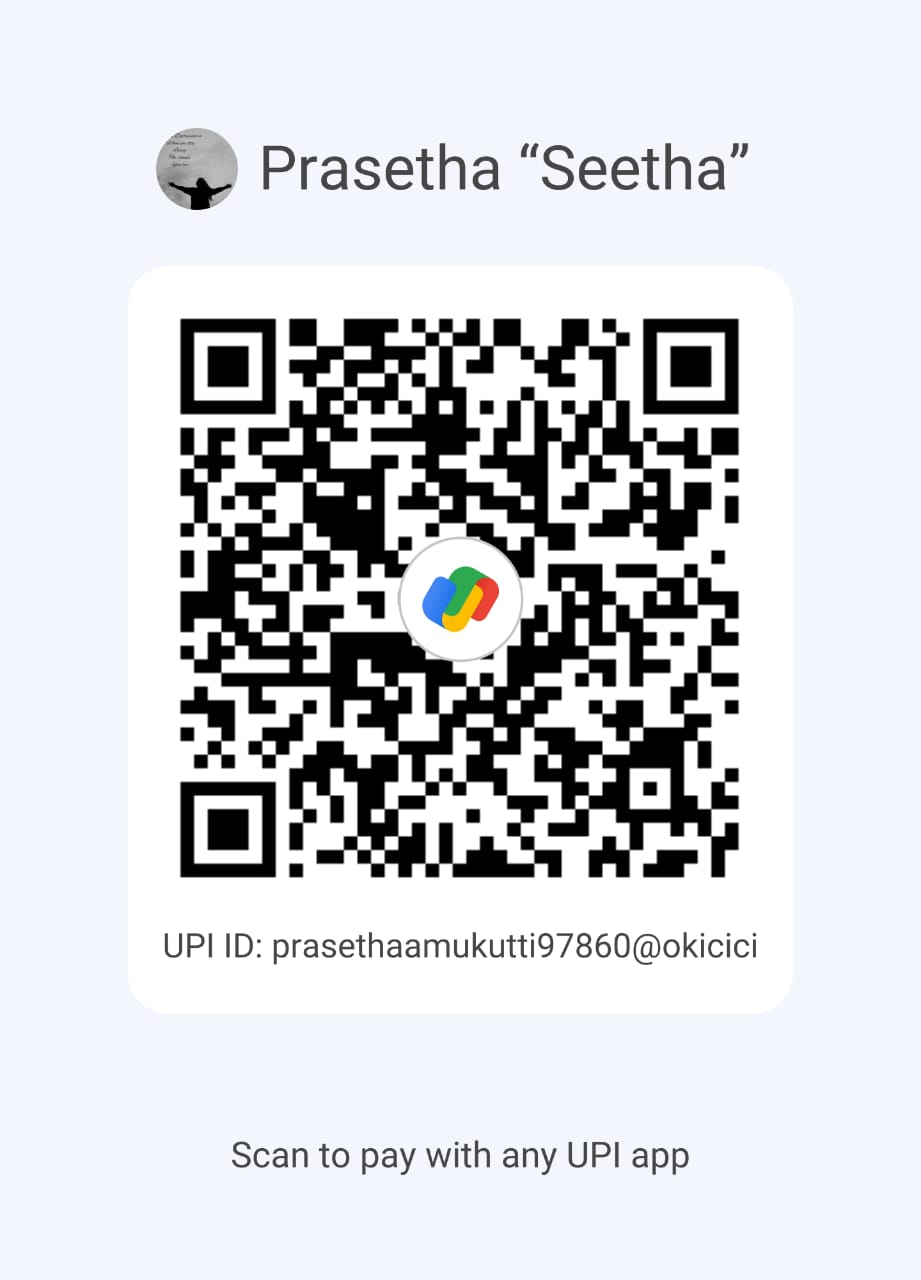 Prasetha “Seetha”
UPI ID: prasethaamukutti97860@okicici
Scan to pay with any UPI app